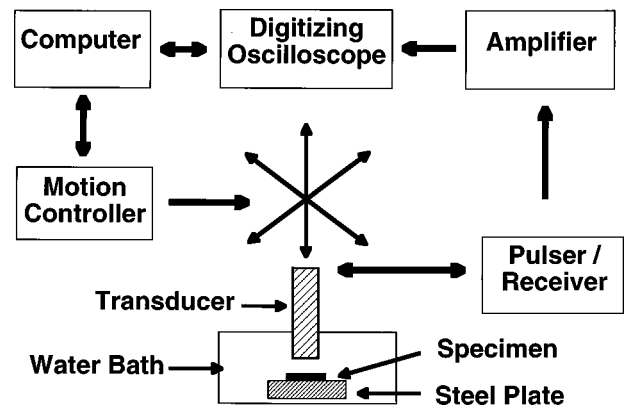 Computer
Digitizing
Oscilloscope
Amplifier
Motion
Controller
Pulser /
Receiver
Transducer
Water Bath
Specimen
Steel Plate